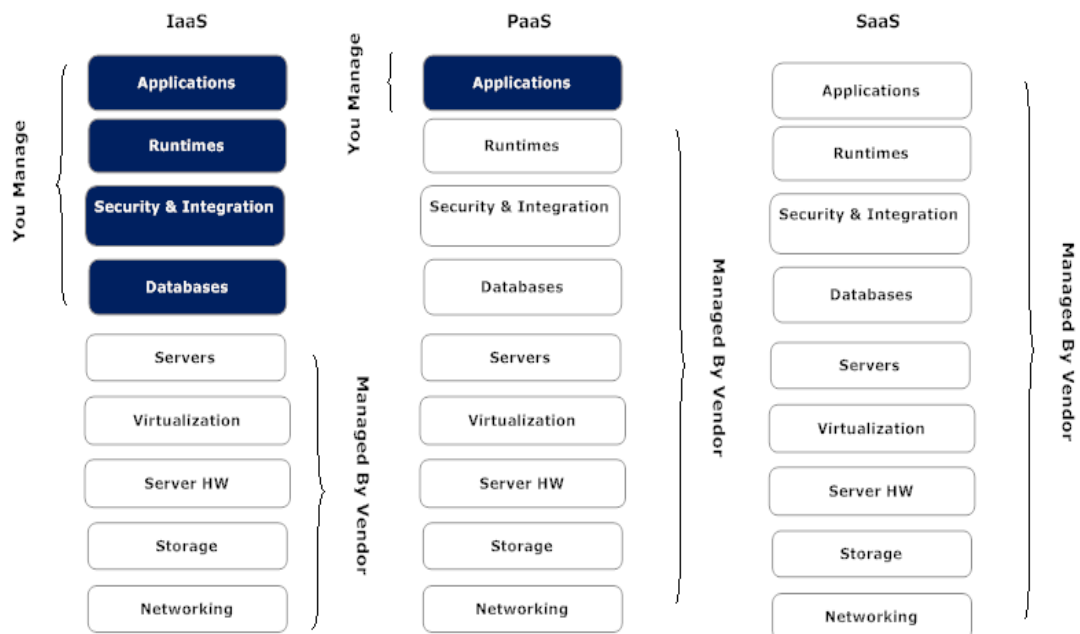 IaaS
You Manage
Applications
Runtimes
Security & Integration
Databases
Servers
Virtualization
Server HW
Storage
Networking
Managed By Vendor
PaaS
You Manage
Applications
Runtimes
Security & Integration
Databases
Servers
Virtualization
Server HW
Storage
Networking
Managed By Vendor
SaaS
Applications
Runtimes
Security & Integration
Databases
Servers
Virtualization
Server HW
Storage
Networking
Managed By Vendor